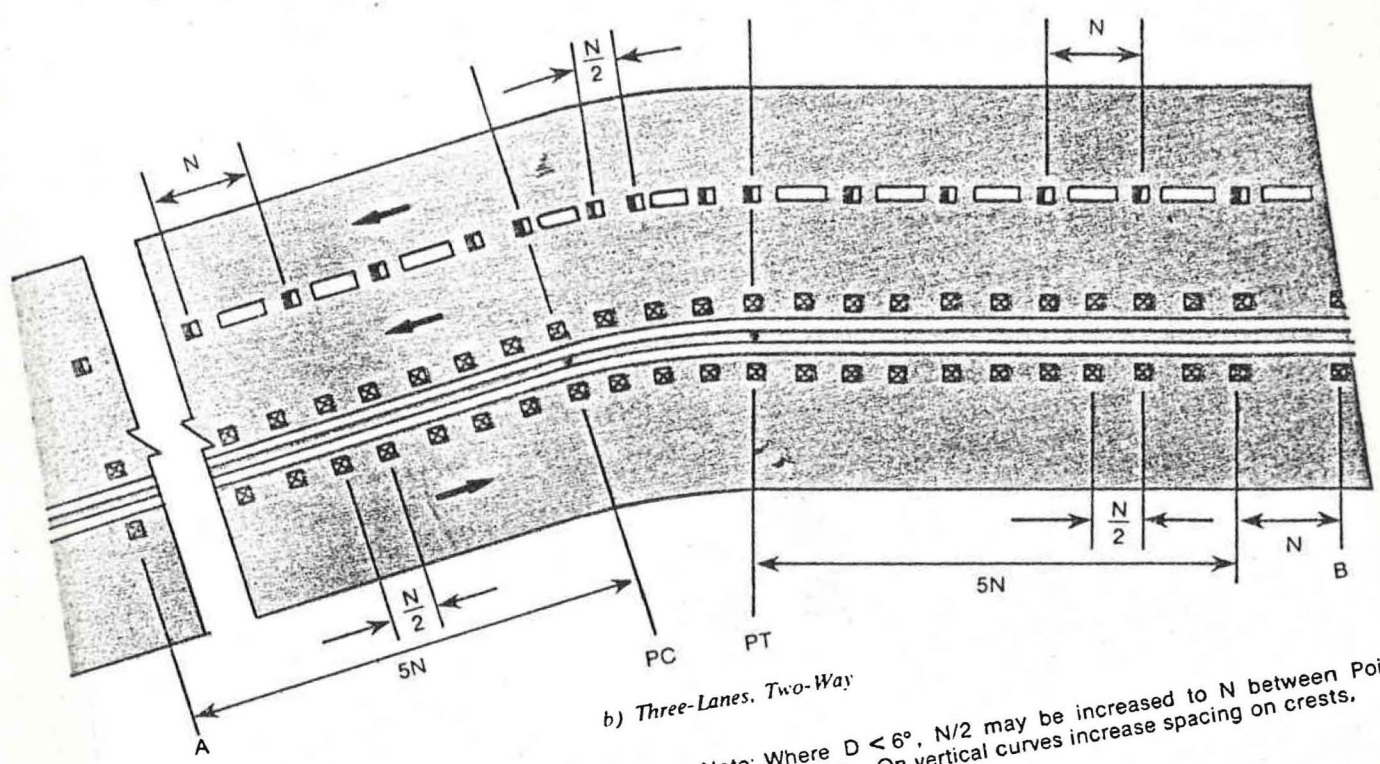 N
N
2
N
N
2
N
2
N
5N
B
5N
PC
PT
A
b) Three-Lanes, Two-Way
Note: Where D < 6°, N/2 may be increased to N between
On vertical curves increase spacing on crests,